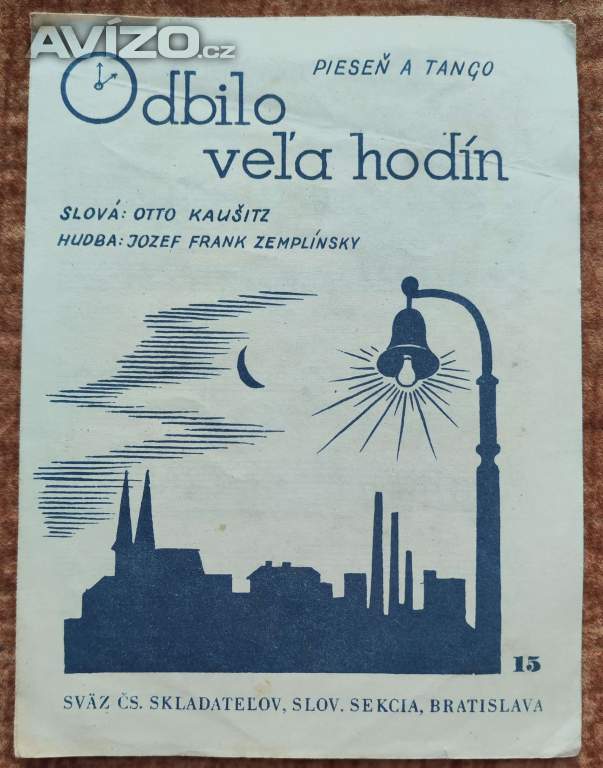 AVÍZO.cz
PIESEŇ A TANGO
Odbilo
veľa hodín
SLOVÁ: OTTO KAUŠITZ
HUDBA: JOZEF FRANK ZEMPLÍNSKY
15
SVÄZ ČS. SKLADATEĽOV, SLOV. SEKCIA, BRATISLAVA